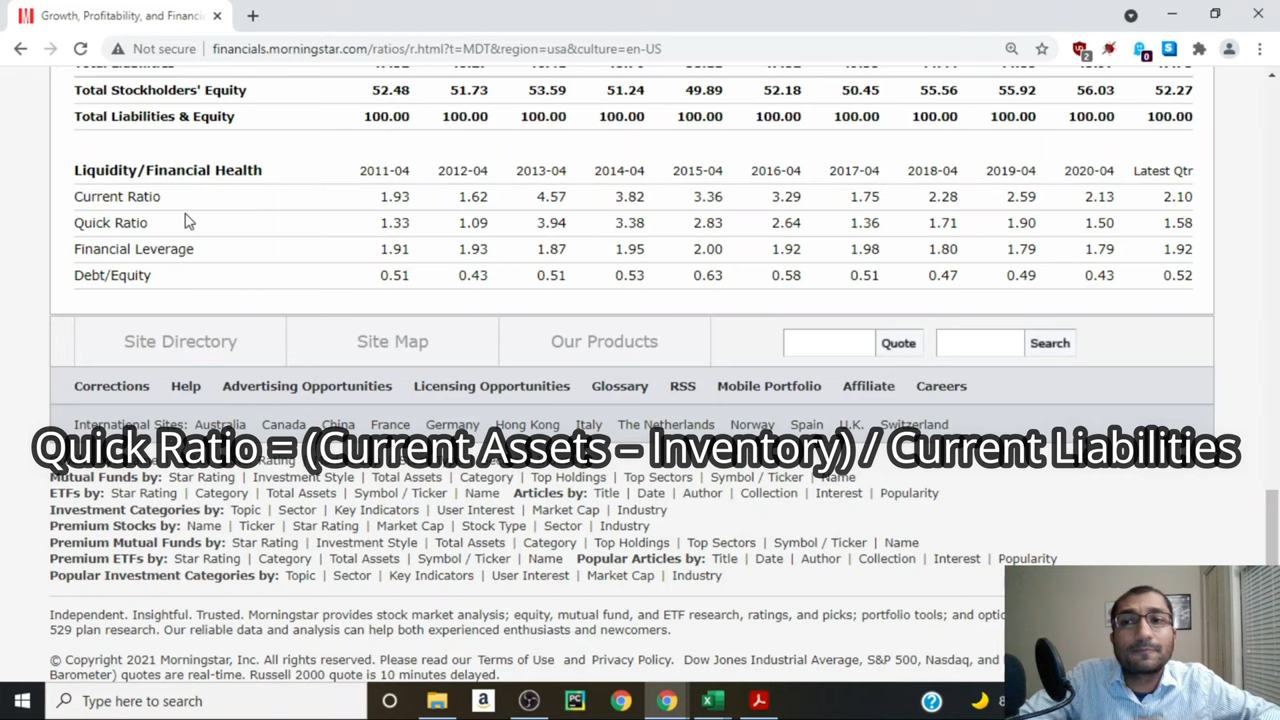 Growth, Profitability, and Financi
Not secure financials.morningstar.com/ratios/r.html?t=MDT&region=usa&culture=en-US
2 0
Total Stockholders' Equity 52.48 51.73 53.59 51.24 49.89 52.18 50.45 55.56 55.92 56.03 52.27
Total Liabilities & Equity 100.00 100.00 100.00 100.00 100.00 100.00 100.00 100.00 100.00 100.00 100.00
Liquidity/Financial Health 2011-04 2012-04 2013-04 2014-04 2015-04 2016-04 2017-04 2018-04 2019-04 2020-04 Latest Qtr
Current Ratio 1.93 1.62 4.57 3.82 3.36 3.29 1.75 2.28 2.59 2.13 2.10
Quick Ratio 1.33 1.09 3.94 3.38 2.83 2.64 1.36 1.71 1.90 1.50 1.58
Financial Leverage 1.91 1.93 1.87 1.95 2.00 1.92 1.98 1.80 1.79 1.79 1.92
Debt/Equity 0.51 0.43 0.51 0.53 0.63 0.58 0.51 0.47 0.49 0.43 0.52
Site Directory Site Map Our Products Quote Search
Corrections Help Advertising Opportunities Licensing Opportunities Glossary RSS Mobile Portfolio Affiliate Careers
International Sites: Australia Canada China France Germany Hong Kong Italy The Netherlands Norway Spain U.K. Switzerland
Quick Ratio = (Current Assets – Inventory) / Current Liabilities
Mutual Funds by: Star Rating | Investment Style | Total Assets | Category | Top Holdings | Top Sectors | Symbol / Ticker | Name
ETFs by: Star Rating | Category | Total Assets | Symbol / Ticker | Name Articles by: Title | Date | Author | Collection | Interest | Popularity
Investment Categories by: Topic | Sector | Key Indicators | User Interest | Market Cap | Industry
Premium Stocks by: Name | Ticker | Star Rating | Market Cap | Stock Type | Sector | Industry
Premium Mutual Funds by: Star Rating | Investment Style | Total Assets | Category | Top Holdings | Top Sectors | Symbol / Ticker | Name
Premium ETFs by: Star Rating | Category | Total Assets | Symbol / Ticker | Name Popular Articles by: Title | Date | Author | Collection | Interest | Popularity
Popular Investment Categories by: Topic | Sector | Key Indicators | User Interest | Market Cap | Industry
Independent. Insightful. Trusted. Morningstar provides stock market analysis; equity, mutual fund, and ETF research, ratings, and picks; portfolio tools; and optio
529 plan research. Our reliable data and analysis can help both experienced enthusiasts and newcomers.
© Copyright 2021 Morningstar, Inc. All rights reserved. Please read our Terms of Use and Privacy Policy. Dow Jones Industrial Average, S&P 500, Nasdaq, an
Barometer) quotes are real-time. Russell 2000 quote is 10 minutes delayed.
Type here to search